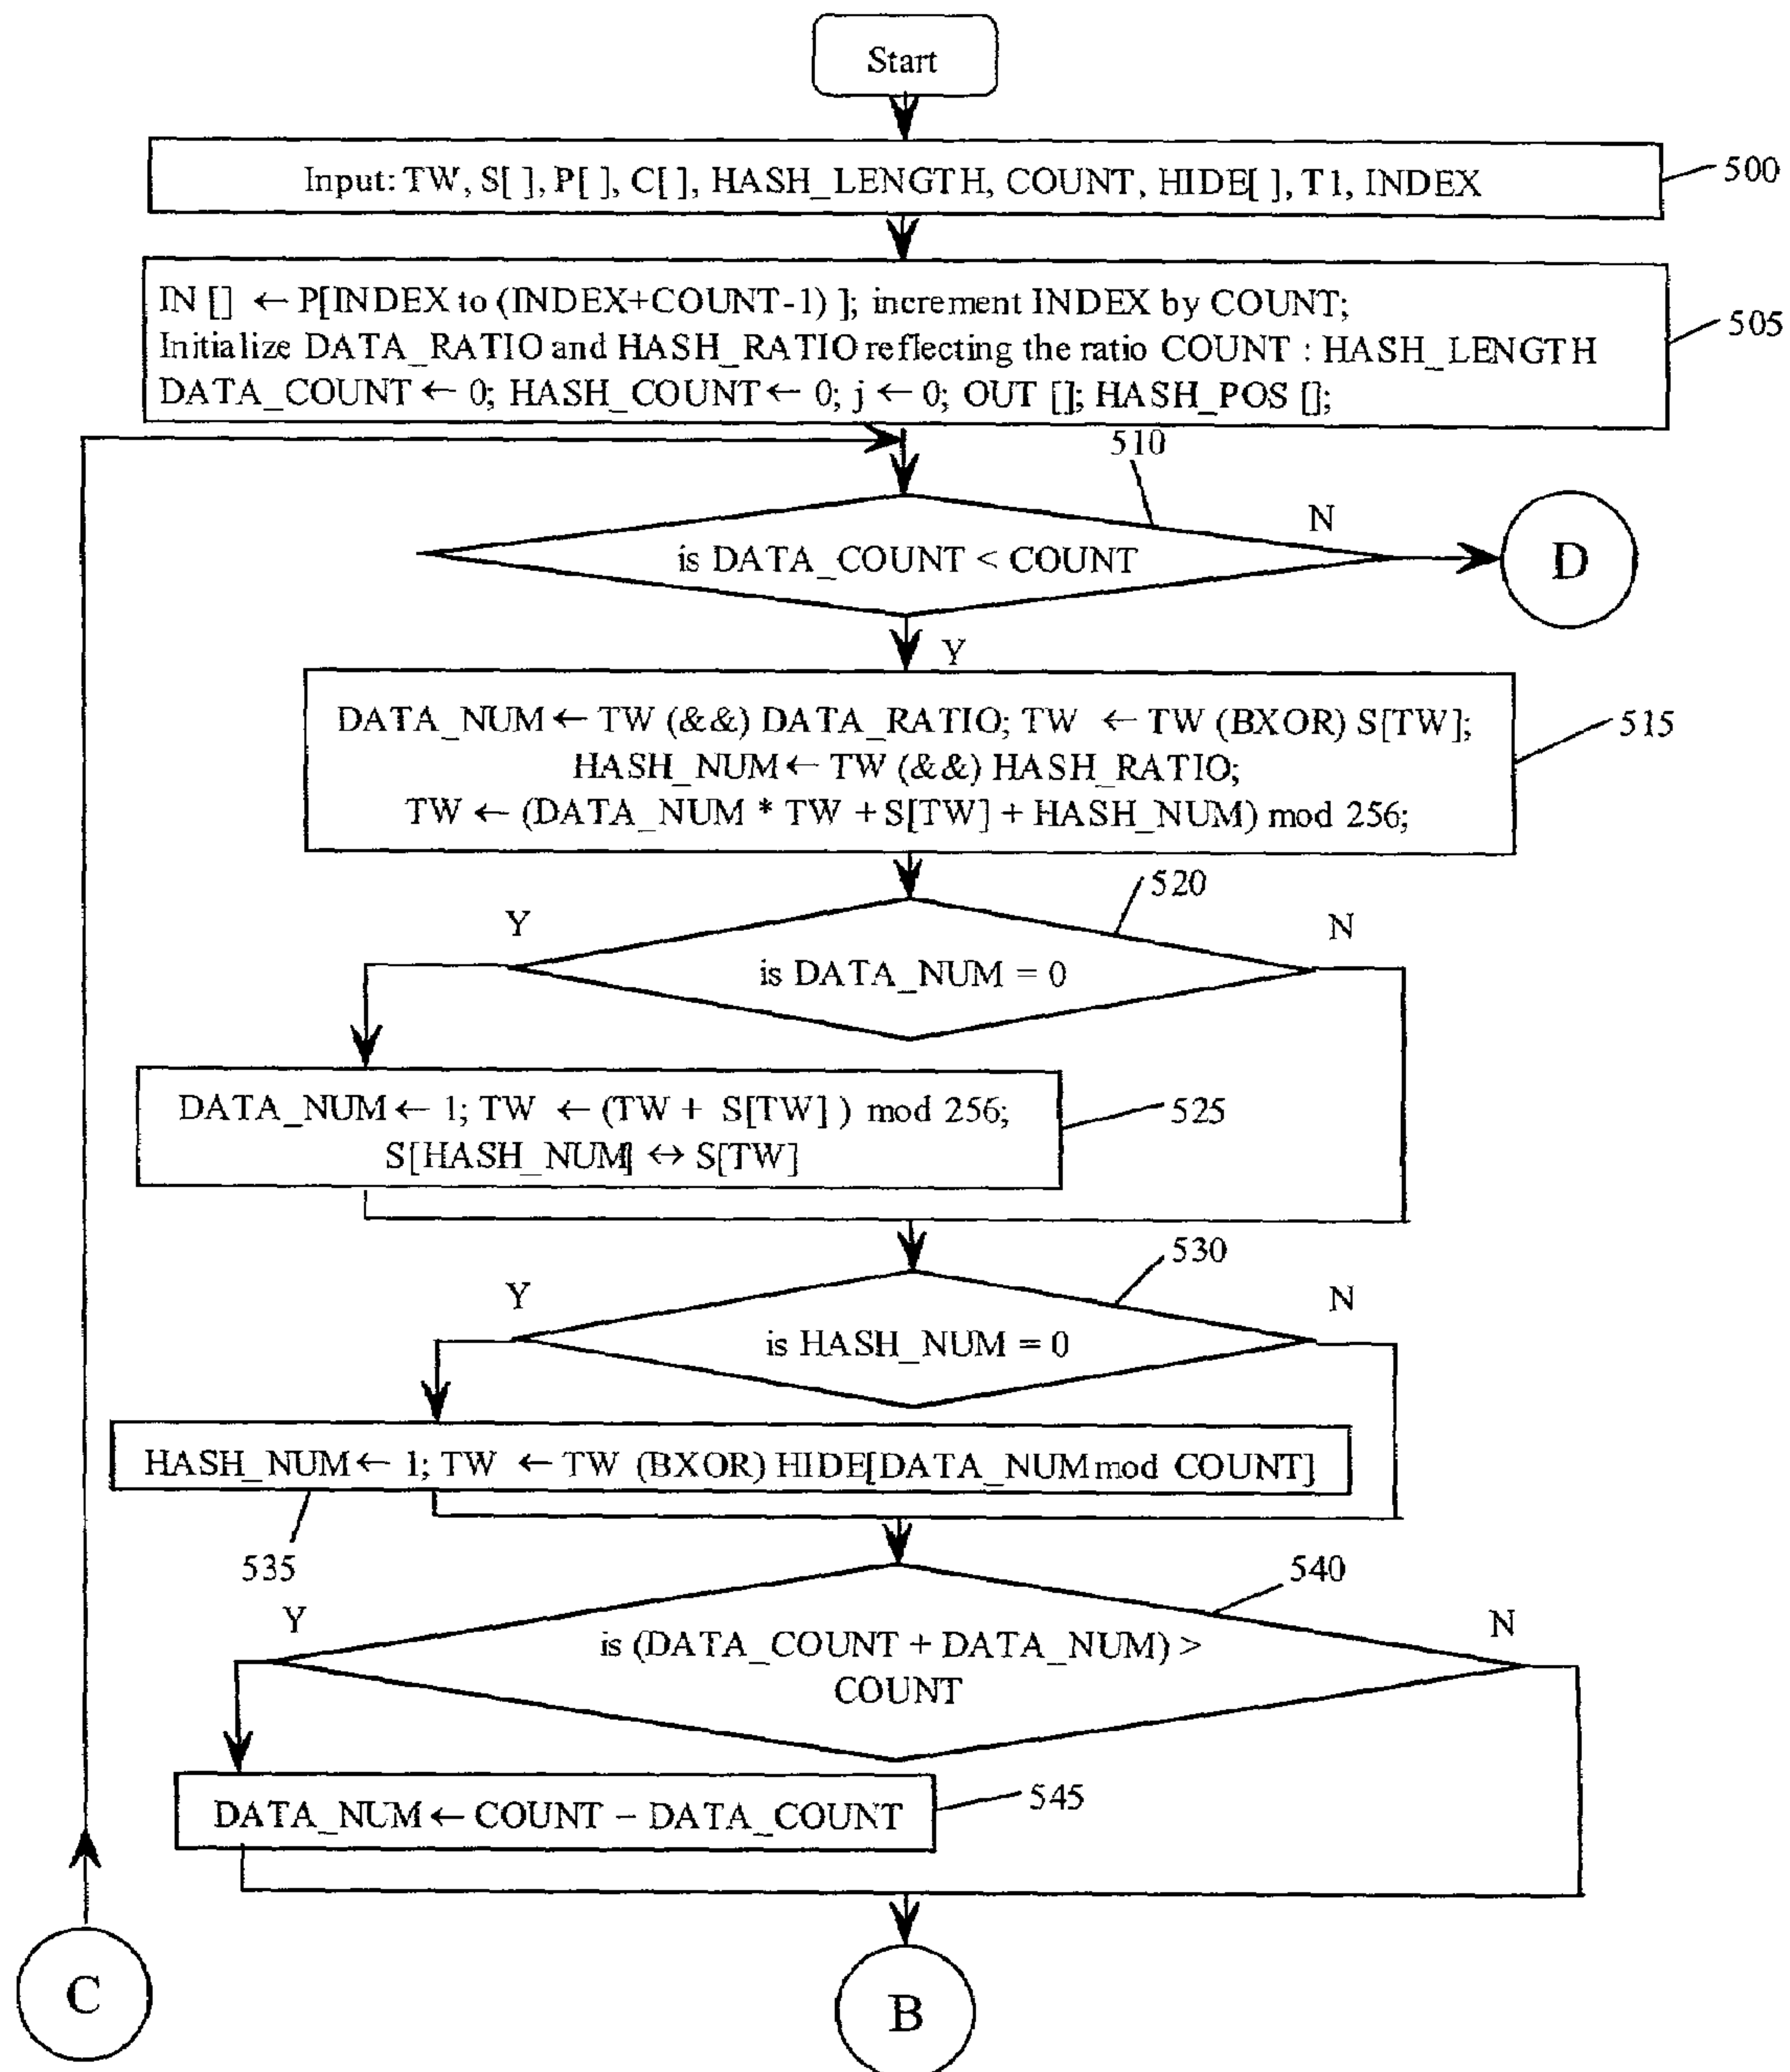 Start
Input: TW, S[ ], P[ ], C[ ], HASH_LENGTH, COUNT, HIDE[ ], T1, INDEX
500
IN [] ← P[INDEX to (INDEX+COUNT-1) ]; increment INDEX by COUNT;
Initialize DATA_RATIO and HASH_RATIO reflecting the ratio COUNT : HASH_LENGTH
DATA_COUNT ← 0; HASH_COUNT ← 0; j ← 0; OUT []; HASH_POS [];
505
510
is DATA_COUNT < COUNT
N
D
Y
DATA_NUM ← TW (&&) DATA_RATIO; TW ← TW (BXOR) S[TW];
HASH_NUM ← TW (&&) HASH_RATIO;
TW ← (DATA_NUM * TW + S[TW] + HASH_NUM) mod 256;
515
520
Y
N
is DATA_NUM = 0
DATA_NUM ← 1; TW ← (TW + S[TW] ) mod 256;
S[HASH_NUM] ↔ S[TW]
525
530
Y
N
is HASH_NUM = 0
HASH_NUM ← 1; TW ← TW (BXOR) HIDE[DATA_NUM mod COUNT]
535
540
Y
N
is (DATA_COUNT + DATA_NUM) >
COUNT
DATA_NUM ← COUNT – DATA_COUNT
545
C
B